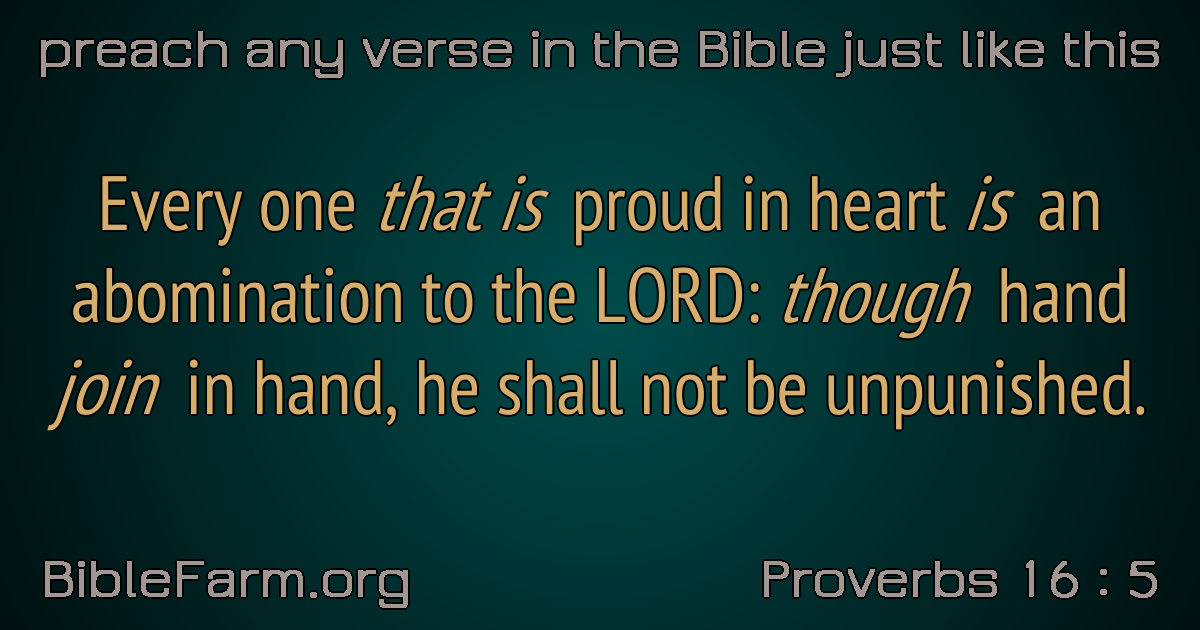 preach any verse in the Bible just like this
Every one that is proud in heart is an
abomination to the LORD: though hand
join in hand, he shall not be unpunished.
BibleFarm.org
Proverbs 16 : 5